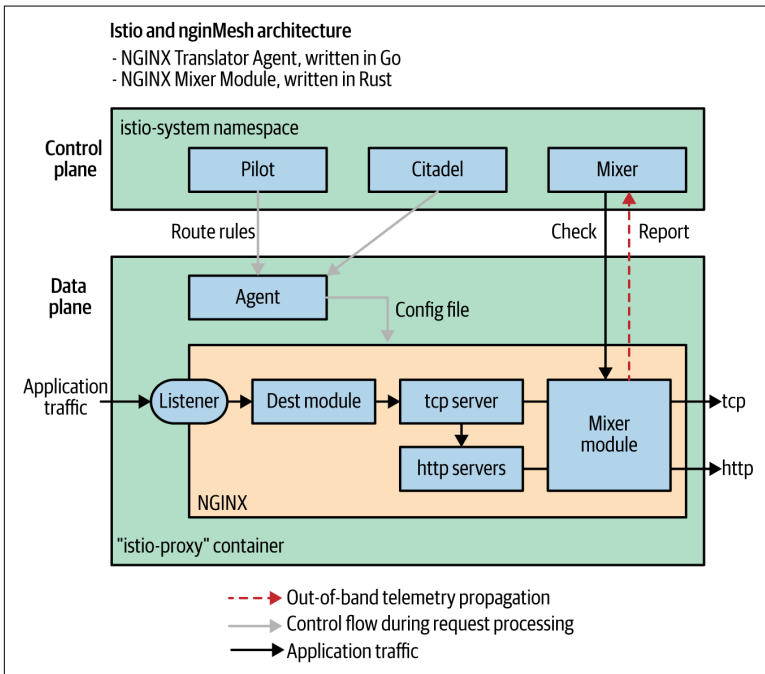 Istio and nginMesh architecture
- NGINX Translator Agent, written in Go
- NGINX Mixer Module, written in Rust
istio-system namespace
Control
plane
Pilot
Citadel
Mixer
Route rules
Check
Report
Data
plane
Agent
Config file
Application
traffic
Listener
Dest module
tcp server
Mixer
module
tcp
http servers
http
NGINX
"istio-proxy" container
Out-of-band telemetry propagation
Control flow during request processing
Application traffic